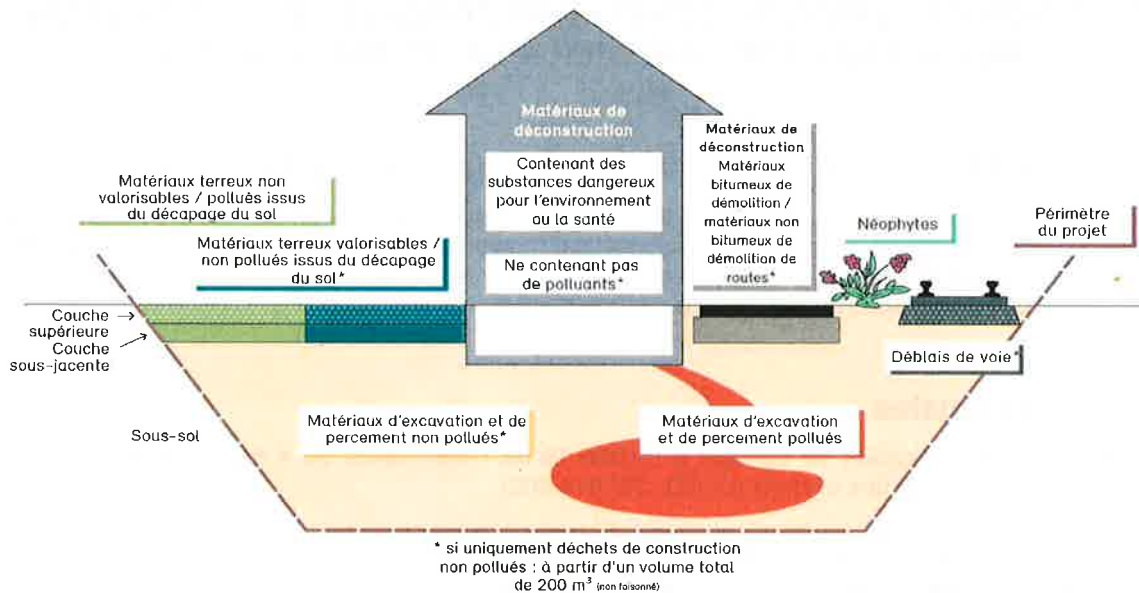 Matériaux de
déconstruction
Contenant des
substances dangereux
pour l'environnement
ou la santé
Ne contenant pas
de polluants*
Matériaux de
déconstruction
Matériaux
bitumeux de
démolition /
matériaux non
bitumeux de
démolition de
routes*
Matériaux terreux non
valorisables / pollués issus
du décapage du sol
Matériaux terreux valorisables /
non pollués issus du décapage
du sol*
Néophytes
Périmètre
du projet
Couche
supérieure
Couche
sous-jacente
Déblais de voie*
Sous-sol
Matériaux d'excavation et de
percement non pollués*
Matériaux d'excavation
et de percement pollués
* si uniquement déchets de construction
non pollués : à partir d'un volume total
de 200 m³ (non foisonné)